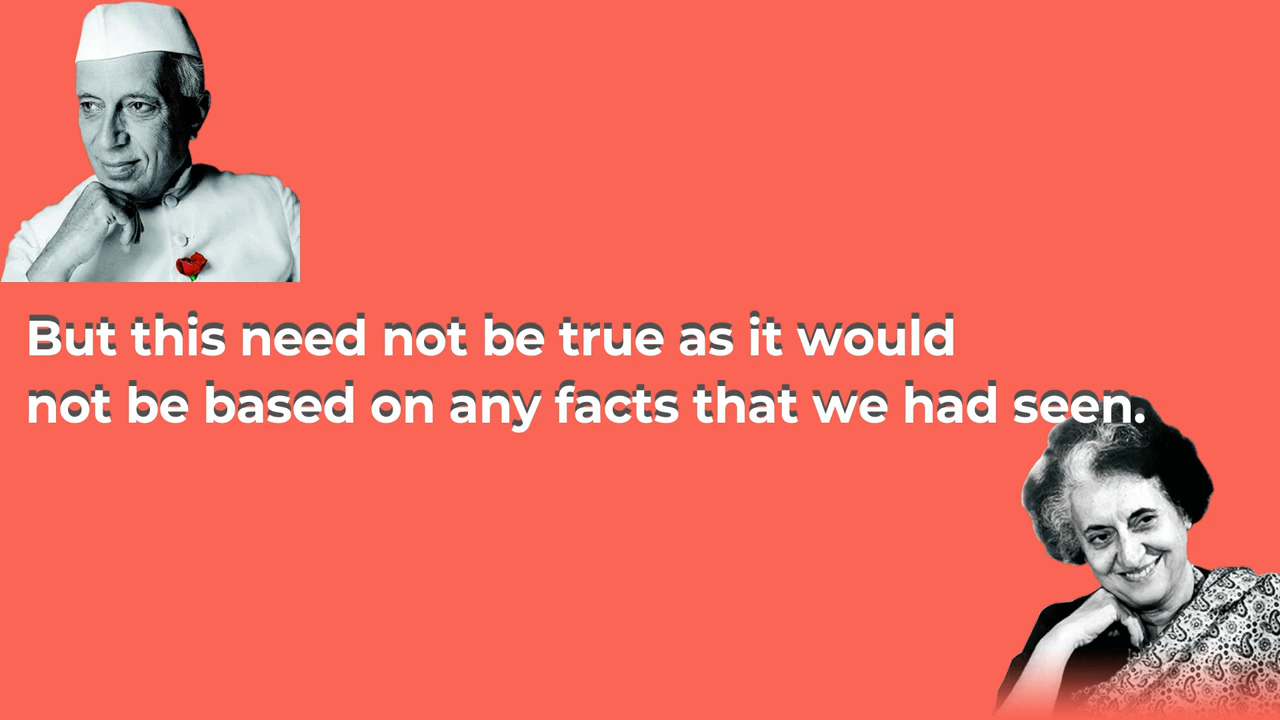 But this need not be true as it would
not be based on any facts that we had seen.